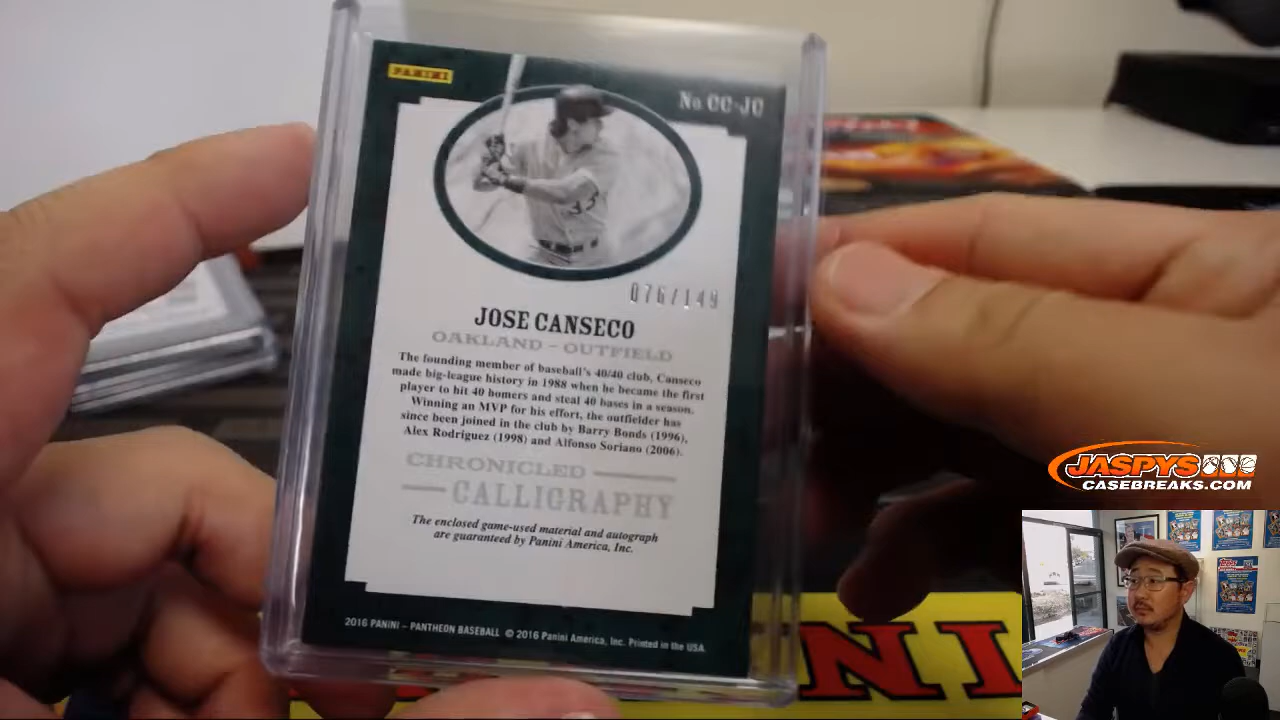 PANINI
No CC-JC
33
076/149
JOSE CANSECO
OAKLAND - OUTFIELD
The founding member of baseball's 40/40 club, Canseco
made big-league history in 1988 when he became the first
player to hit 40 homers and steal 40 bases in a season.
Winning an MVP for his effort, the outfielder has
since been joined in the club by Barry Bonds (1996),
Alex Rodriguez (1998) and Alfonso Soriano (2006).
CHRONICLED
CALLIGRAPHY
The enclosed game-used material and autograph
are guaranteed by Panini America, Inc.
2016 PANINI – PANTHEON BASEBALL © 2016 Panini America, Inc. Printed in the USA.
NI
JASPYS
CASEBREAKS.COM